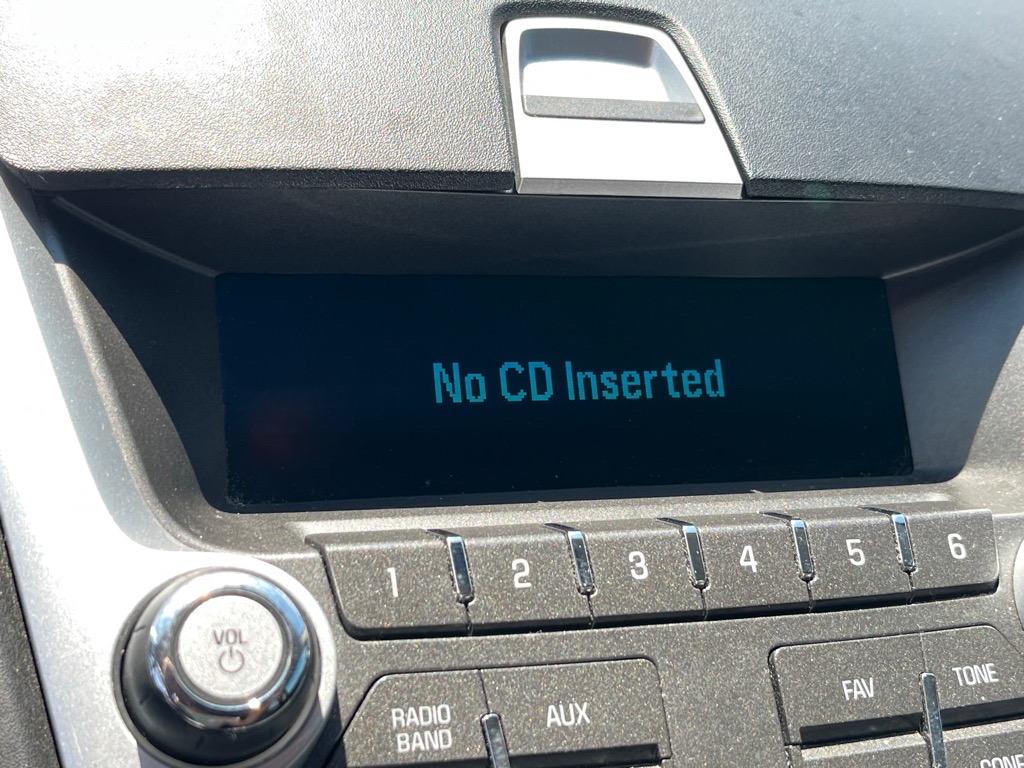 No CD Inserted
1 2 3 4 5 6
VOL
RADIO
BAND
AUX
FAV
TONE